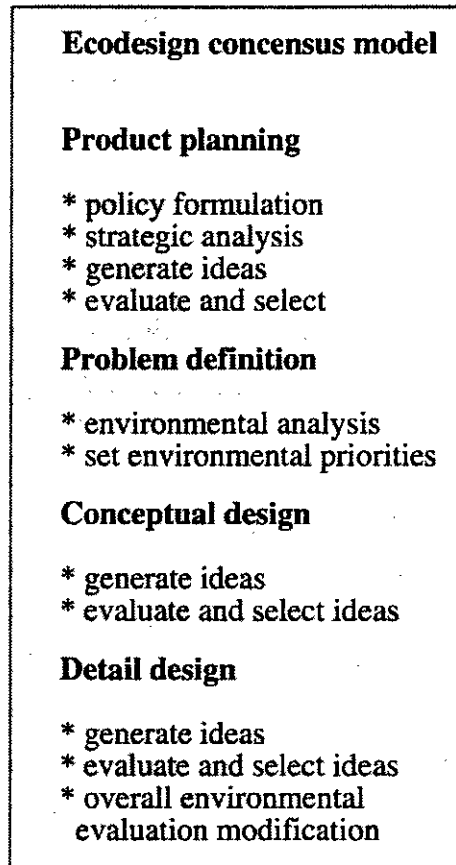 Ecodesign concensus model
Product planning
* policy formulation
* strategic analysis
* generate ideas
* evaluate and select
Problem definition
* environmental analysis
* set environmental priorities
Conceptual design
* generate ideas
* evaluate and select ideas
Detail design
* generate ideas
* evaluate and select ideas
* overall environmental
evaluation modification